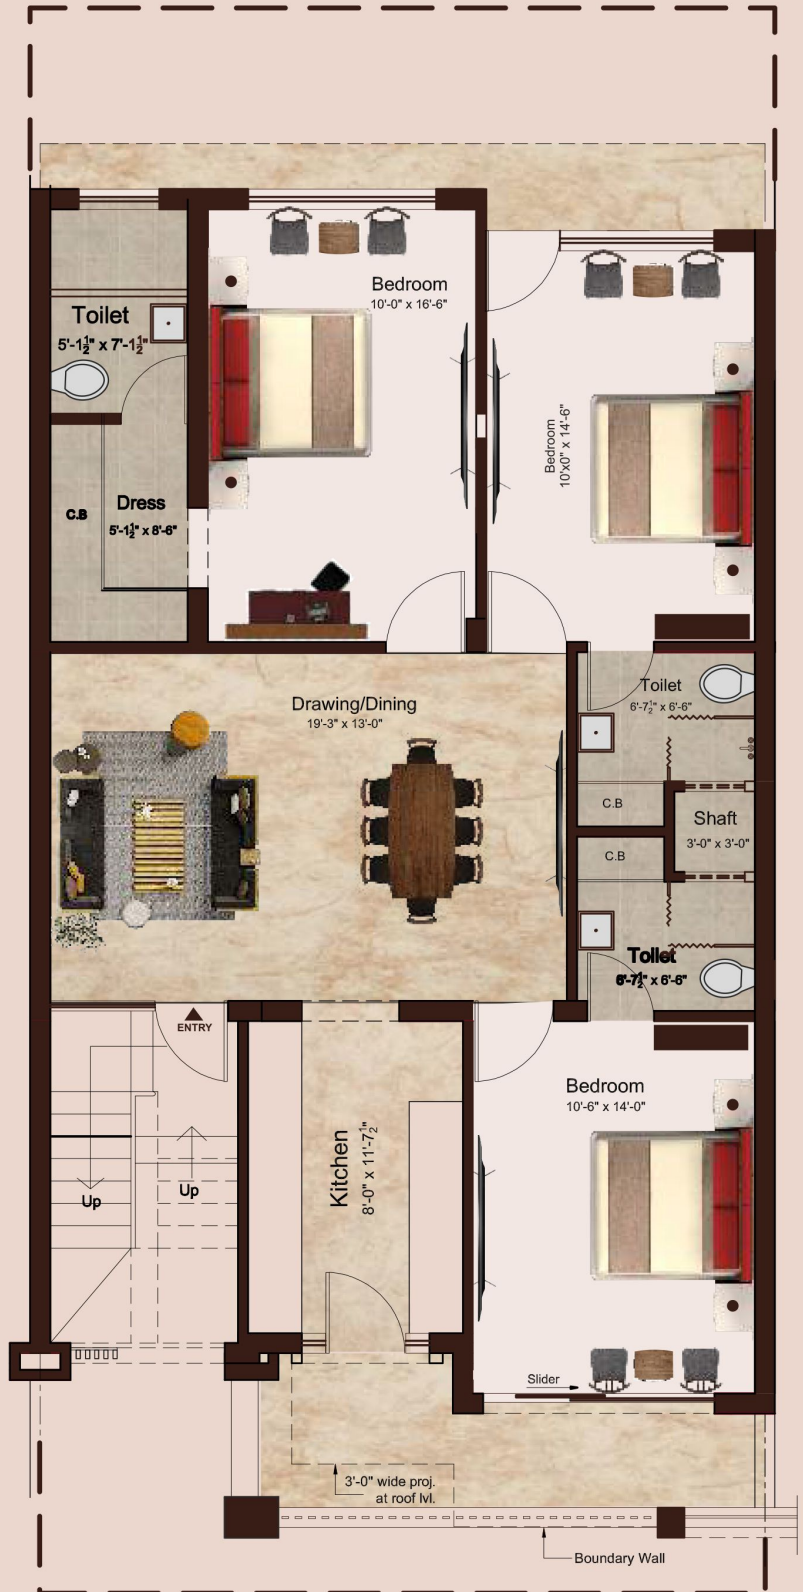 Bedroom
10'-0" x 16'-6"
Toilet
5'-1½" x 7'-1½"
Bedroom
10'x0" x 14'-6"
C.B
Dress
5'-1½" x 8'-6"
Drawing/Dining
19'-3" x 13'-0"
Toilet
6'-7½" x 6'-6"
C.B
Shaft
3'-0" x 3'-0"
C.B
Toilet
6'-7½" x 6'-6"
ENTRY
Bedroom
10'-6" x 14'-0"
Kitchen
8'-0" x 11'-7½"
Up
Up
Slider
3'-0" wide proj.
at roof lvl.
Boundary Wall